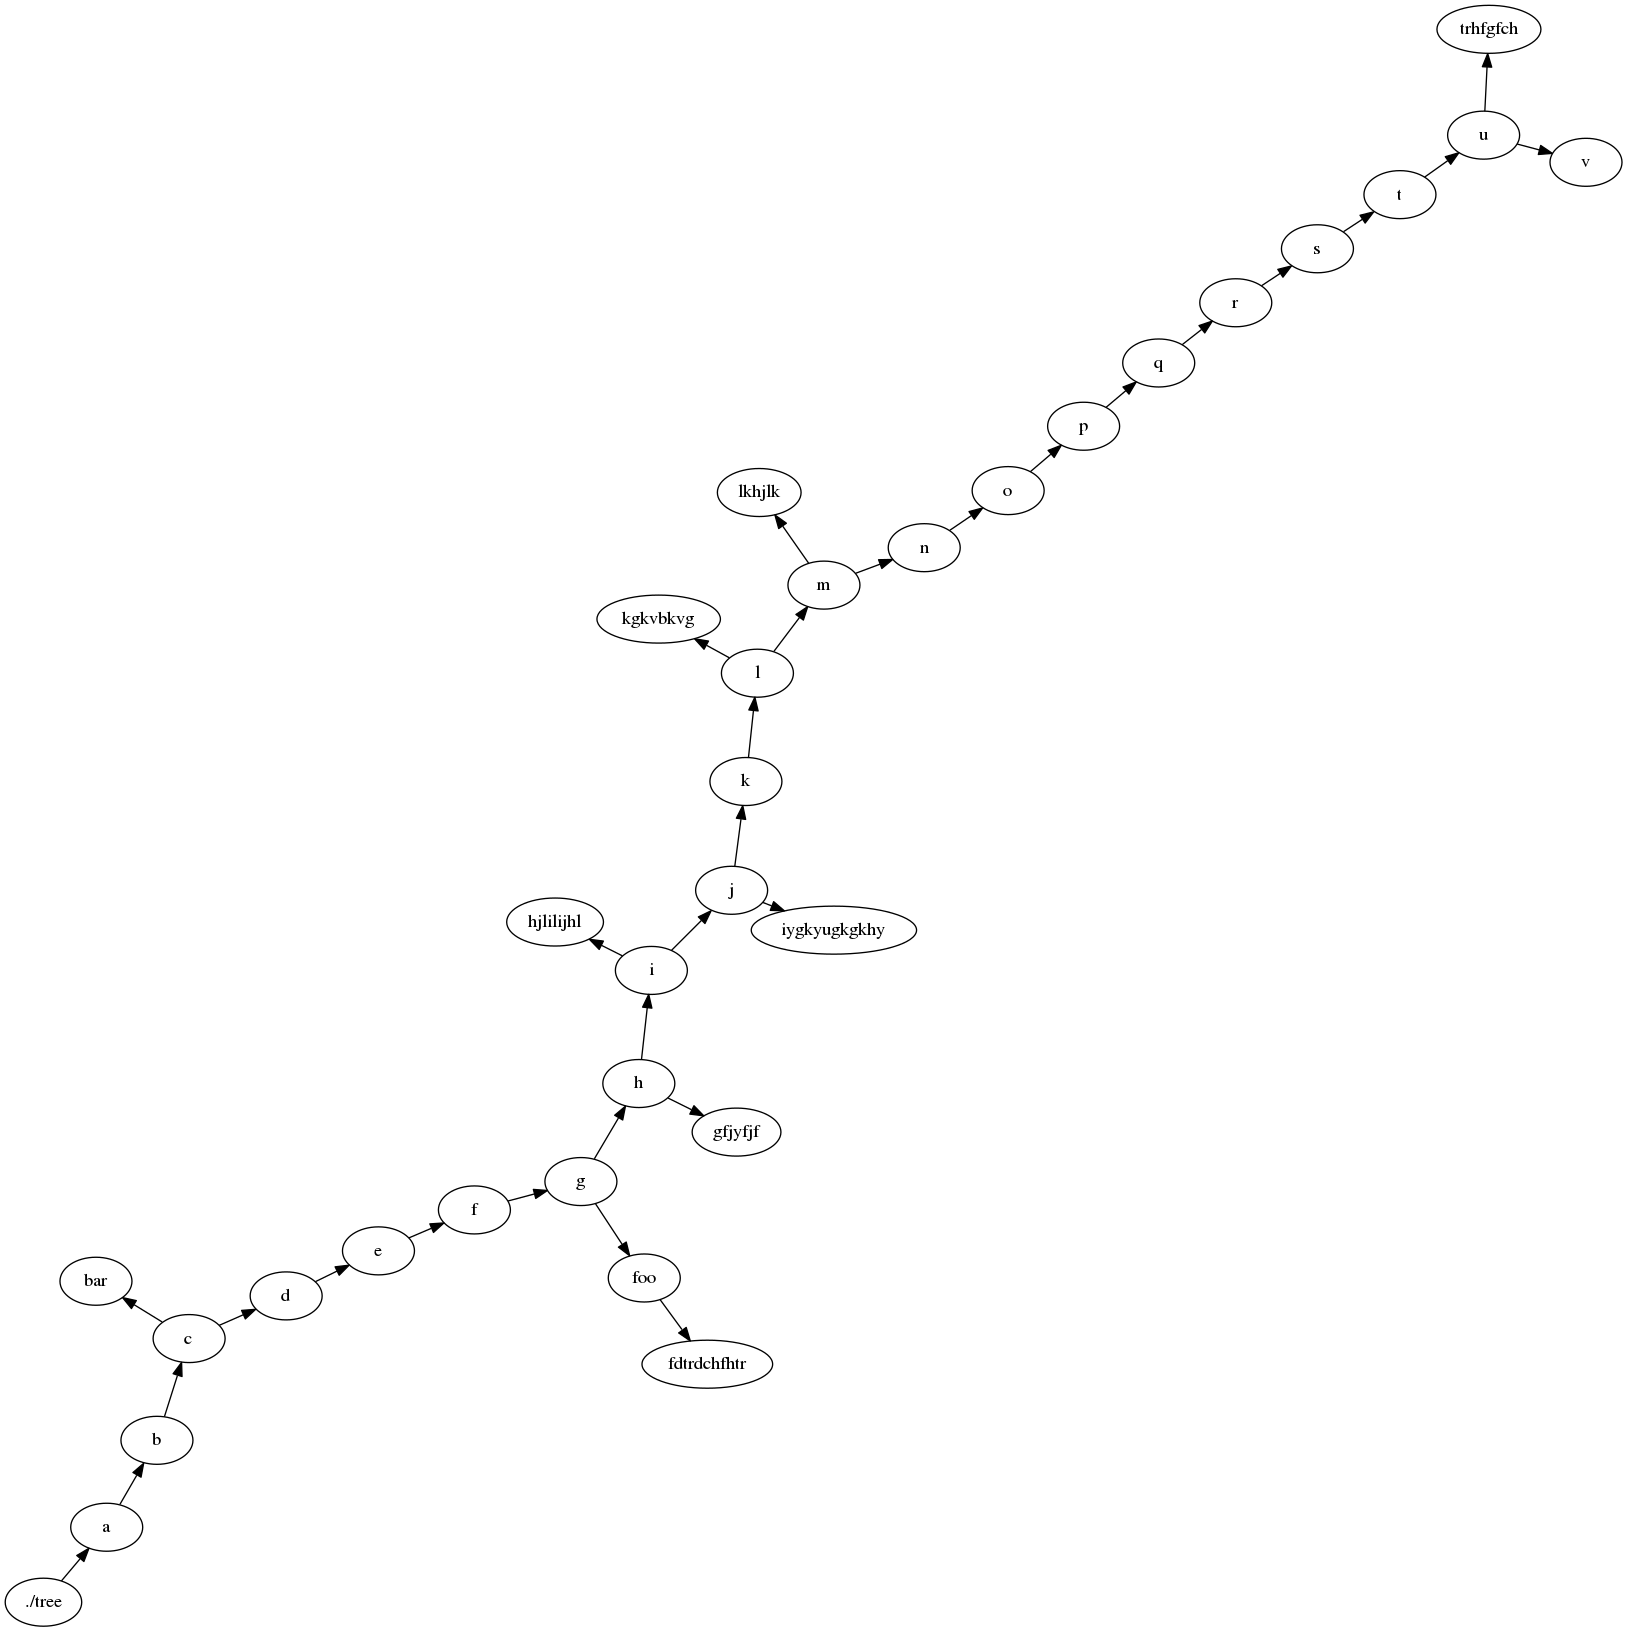 trhfgfch
u
v
t
s
r
q
p
lkhjlk
o
n
m
kgkvbkvg
l
k
j
hjlilijhl
iygkyugkgkhy
i
h
gfjyfjf
g
f
e
foo
bar
d
c
fdtrdchfhtr
b
a
./tree